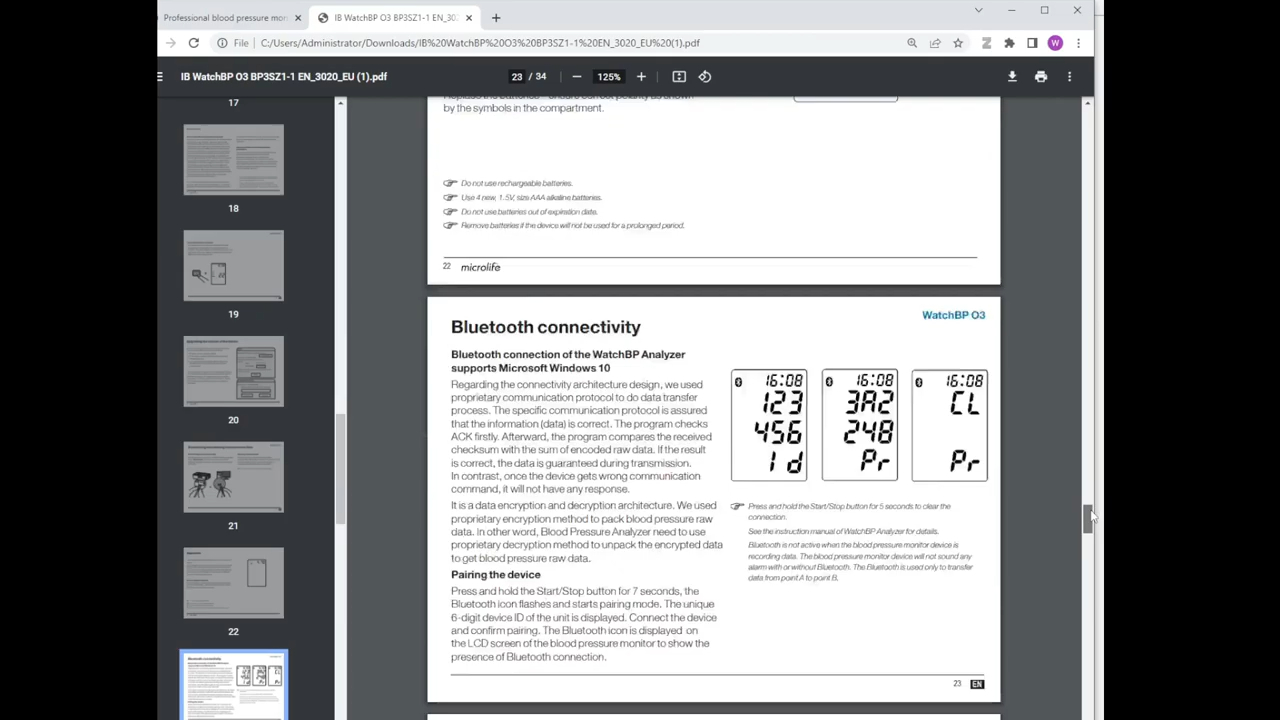 Professional blood pressure mon
IB WatchBP O3 BP3SZ1-1 EN_30
File C:/Users/Administrator/Downloads/IB%20WatchBP%20O3%20BP3SZ1-1%20EN_3020_EU%20(1).pdf
W
IB WatchBP O3 BP3SZ1-1 EN_3020_EU (1).pdf
23 / 34
125%
17
18
19
20
21
22
by the symbols in the compartment.
Do not use rechargeable batteries.
Use 4 new, 1.5V, size AAA alkaline batteries.
Do not use batteries out of expiration date.
Remove batteries if the device will not be used for a prolonged period.
22 microlife
WatchBP O3
Bluetooth connectivity
Bluetooth connection of the WatchBP Analyzer
supports Microsoft Windows 10
Regarding the connectivity architecture design, we used
proprietary communication protocol to do data transfer
process. The specific communication protocol is assured
that the information (data) is correct. The program checks
ACK firstly. Afterward, the program compares the received
checksum with the sum of encoded raw data. If the result
is correct, the data is guaranteed during transmission.
In contrast, once the device gets wrong communication
command, it will not have any response.
It is a data encryption and decryption architecture. We used
proprietary encryption method to pack blood pressure raw
data. In other word, Blood Pressure Analyzer need to use
proprietary decryption method to unpack the encrypted data
to get blood pressure raw data.
Pairing the device
Press and hold the Start/Stop button for 7 seconds, the
Bluetooth icon flashes and starts pairing mode. The unique
6-digit device ID of the unit is displayed. Connect the device
and confirm pairing. The Bluetooth icon is displayed on
the LCD screen of the blood pressure monitor to show the
presence of Bluetooth connection.
16:08
123
456
Id
16:08
3A2
248
Pr
16:08
CL
Pr
Press and hold the Start/Stop button for 5 seconds to clear the
connection.
See the instruction manual of WatchBP Analyzer for details.
Bluetooth is not active when the blood pressure monitor device is
recording data. The blood pressure monitor device will not sound any
alarm with or without Bluetooth. The Bluetooth is used only to transfer
data from point A to point B.
23 EN